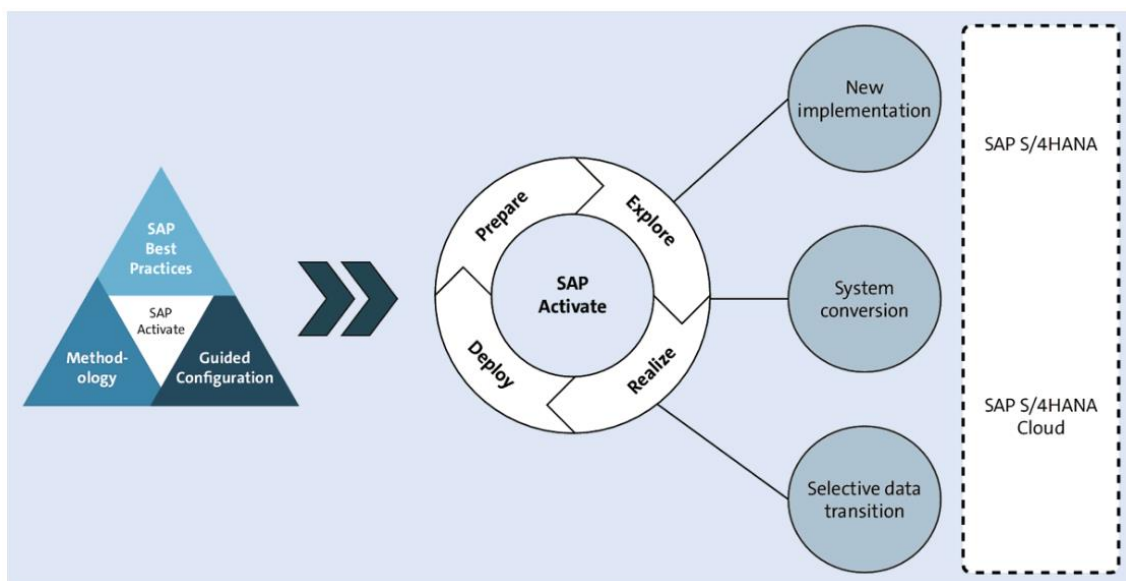 SAP
Best
Practices
SAP
Activate
Method-
ology
Guided
Configuration
Prepare
Explore
Realize
Deploy
SAP
Activate
New
implementation
System
conversion
Selective data
transition
SAP S/4HANA
SAP S/4HANA
Cloud